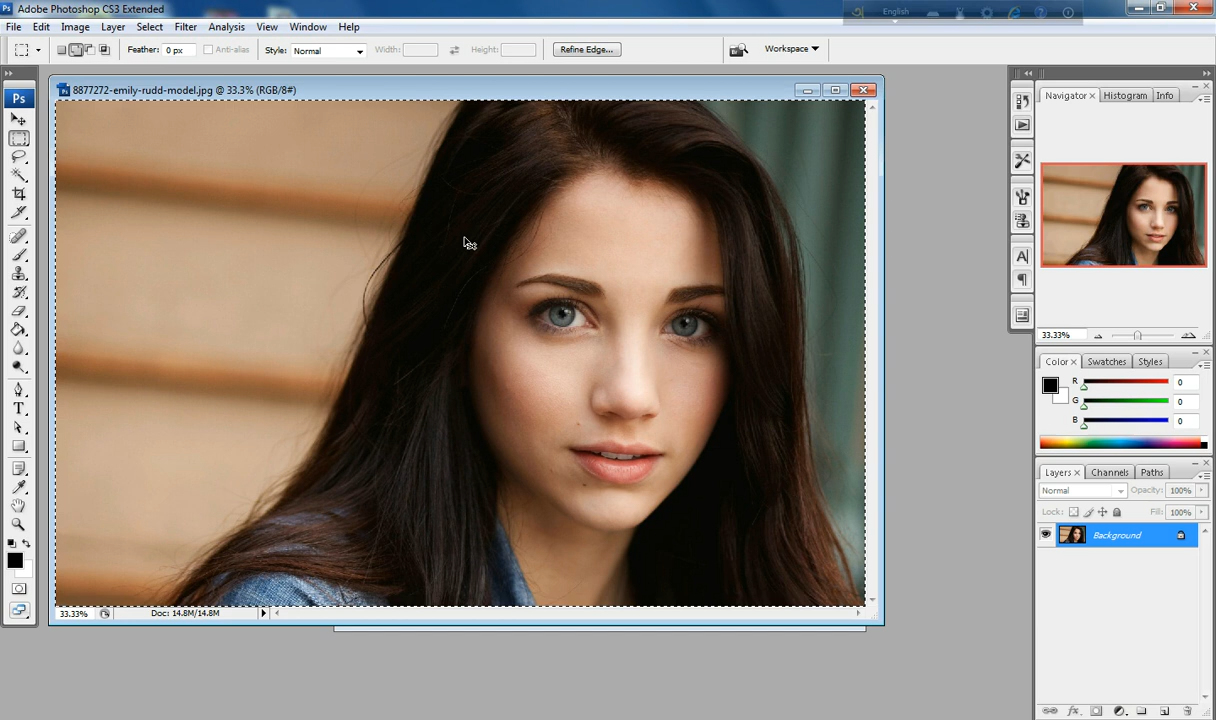 Ps Adobe Photoshop CS3 Extended
English
File Edit Image Layer Select Filter Analysis View Window Help
Feather: 0 px Anti-alias Style: Normal Width: Height: Refine Edge... Workspace
Ps
8877272-emily-rudd-model.jpg @ 33.3% (RGB/8#)
Navigator Histogram Info
33.33%
Color Swatches Styles
R 0
G 0
B 0
Layers Channels Paths
Normal Opacity: 100%
Lock: Fill: 100%
Background
33.33% Doc: 14.8M/14.8M